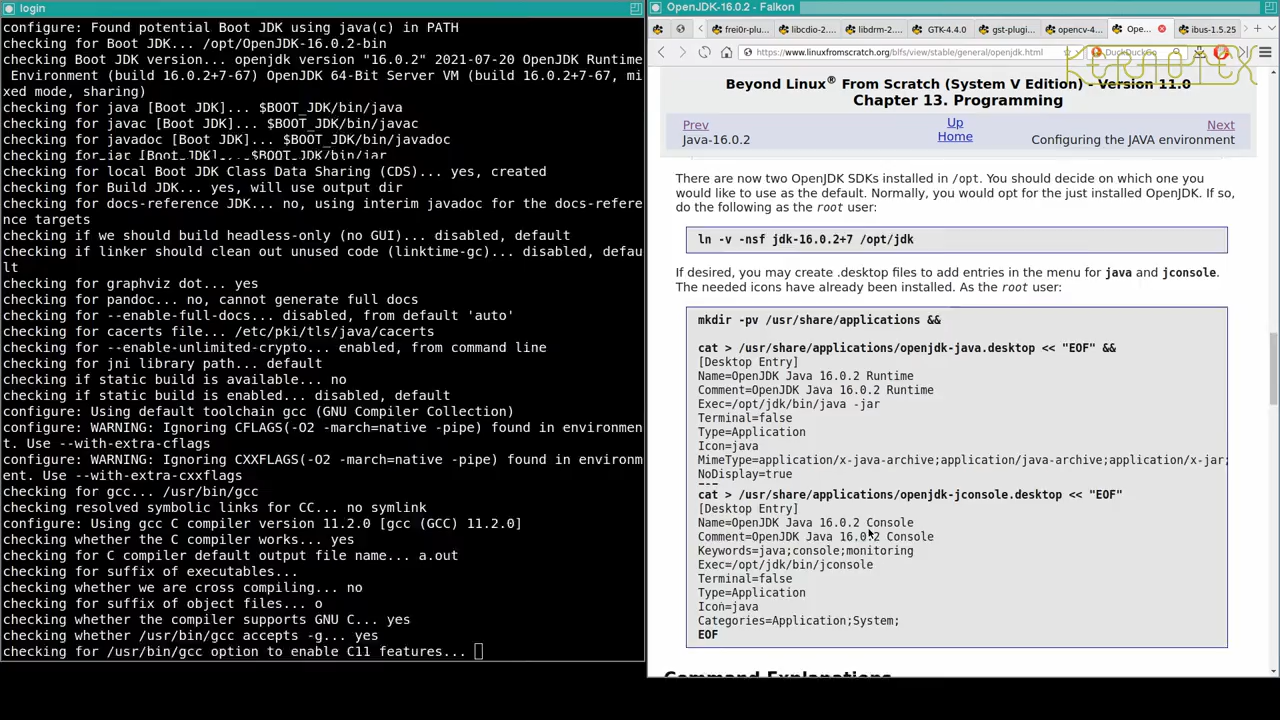 login
configure: Found potential Boot JDK using java(c) in PATH
checking for Boot JDK... /opt/OpenJDK-16.0.2-bin
checking Boot JDK version... openjdk version "16.0.2" 2021-07-20 OpenJDK Runtime
 Environment (build 16.0.2+7-67) OpenJDK 64-Bit Server VM (build 16.0.2+7-67, mi
xed mode, sharing)
checking for java [Boot JDK]... $BOOT_JDK/bin/java
checking for javac [Boot JDK]... $BOOT_JDK/bin/javac
checking for javadoc [Boot JDK]... $BOOT_JDK/bin/javadoc
checking for jar [Boot JDK]... $BOOT_JDK/bin/jar
checking for local Boot JDK Class Data Sharing (CDS)... yes, created
checking for Build JDK... yes, will use output dir
checking for docs-reference JDK... no, using interim javadoc for the docs-refere
nce targets
checking if we should build headless-only (no GUI)... disabled, default
checking if linker should clean out unused code (linktime-gc)... disabled, defau
lt
checking for graphviz dot... yes
checking for pandoc... no, cannot generate full docs
checking for --enable-full-docs... disabled, from default 'auto'
checking for cacerts file... /etc/pki/tls/java/cacerts
checking for --enable-unlimited-crypto... enabled, from command line
checking for jni library path... default
checking if static build is available... no
checking if static build is enabled... disabled, default
configure: Using default toolchain gcc (GNU Compiler Collection)
configure: WARNING: Ignoring CFLAGS(-O2 -march=native -pipe) found in environmen
t. Use --with-extra-cflags
configure: WARNING: Ignoring CXXFLAGS(-O2 -march=native -pipe) found in environm
ent. Use --with-extra-cxxflags
checking for gcc... /usr/bin/gcc
checking resolved symbolic links for CC... no symlink
configure: Using gcc C compiler version 11.2.0 [gcc (GCC) 11.2.0]
checking whether the C compiler works... yes
checking for C compiler default output file name... a.out
checking for suffix of executables...
checking whether we are cross compiling... no
checking for suffix of object files... o
checking whether the compiler supports GNU C... yes
checking whether /usr/bin/gcc accepts -g... yes
checking for /usr/bin/gcc option to enable C11 features...
OpenJDK-16.0.2 - Falkon
frei0r-plu... libcdio-2... libdrm-2... GTK-4.4.0 gst-plugi... opencv-4... Ope... ibus-1.5.25
https://www.linuxfromscratch.org/blfs/view/stable/general/openjdk.html DuckDuckGo
KERNOTEX
Beyond Linux® From Scratch (System V Edition) - Version 11.0
Chapter 13. Programming
Prev Up Next
Java-16.0.2 Home Configuring the JAVA environment
There are now two OpenJDK SDKs installed in /opt. You should decide on which one you
would like to use as the default. Normally, you would opt for the just installed OpenJDK. If so,
do the following as the root user:
ln -v -nsf jdk-16.0.2+7 /opt/jdk
If desired, you may create .desktop files to add entries in the menu for java and jconsole.
The needed icons have already been installed. As the root user:
mkdir -pv /usr/share/applications &&
cat > /usr/share/applications/openjdk-java.desktop << "EOF" &&
[Desktop Entry]
Name=OpenJDK Java 16.0.2 Runtime
Comment=OpenJDK Java 16.0.2 Runtime
Exec=/opt/jdk/bin/java -jar
Terminal=false
Type=Application
Icon=java
MimeType=application/x-java-archive;application/java-archive;application/x-jar;
NoDisplay=true
cat > /usr/share/applications/openjdk-jconsole.desktop << "EOF"
[Desktop Entry]
Name=OpenJDK Java 16.0.2 Console
Comment=OpenJDK Java 16.0.2 Console
Keywords=java;console;monitoring
Exec=/opt/jdk/bin/jconsole
Terminal=false
Type=Application
Icon=java
Categories=Application;System;
EOF
Command Explanations